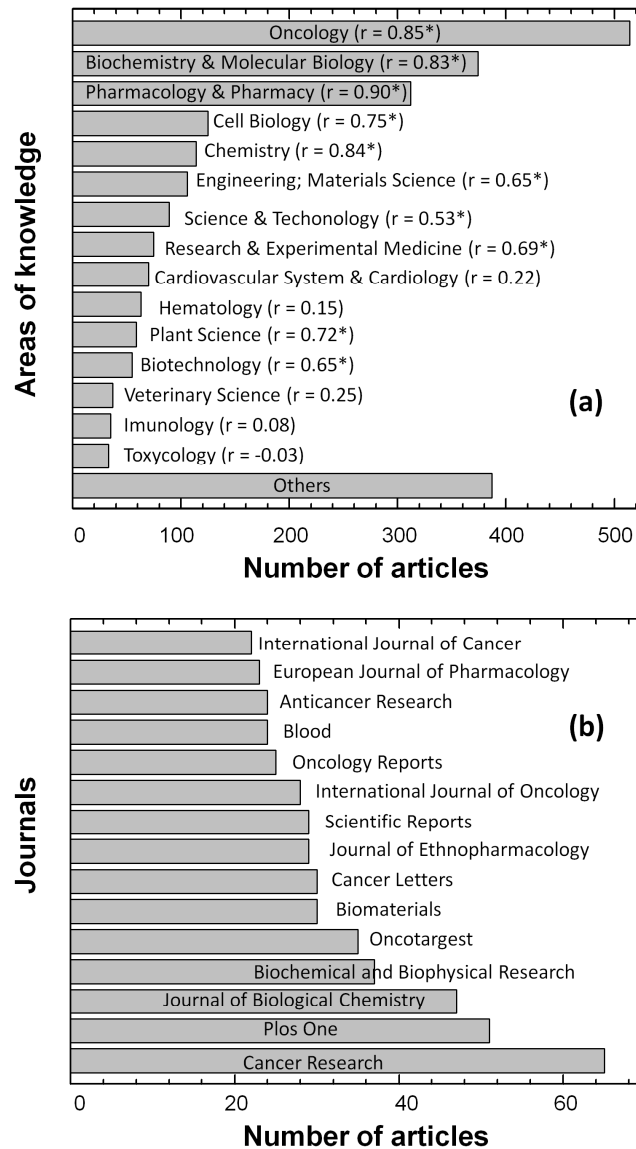 Oncology (r = 0.85*)
Biochemistry & Molecular Biology (r = 0.83*)
Pharmacology & Pharmacy (r = 0.90*)
Cell Biology (r = 0.75*)
Chemistry (r = 0.84*)
Engineering; Materials Science (r = 0.65*)
Science & Techonology (r = 0.53*)
Research & Experimental Medicine (r = 0.69*)
Cardiovascular System & Cardiology (r = 0.22)
Hematology (r = 0.15)
Plant Science (r = 0.72*)
Biotechnology (r = 0.65*)
Veterinary Science (r = 0.25)
Imunology (r = 0.08)
Toxycology (r = -0.03)
Others
Areas of knowledge
(a)
0 100 200 300 400 500
Number of articles
International Journal of Cancer
European Journal of Pharmacology
Anticancer Research
Blood
Oncology Reports
International Journal of Oncology
Scientific Reports
Journal of Ethnopharmacology
Cancer Letters
Biomaterials
Oncotargest
Biochemical and Biophysical Research
Journal of Biological Chemistry
Plos One
Cancer Research
Journals
(b)
0 20 40 60
Number of articles